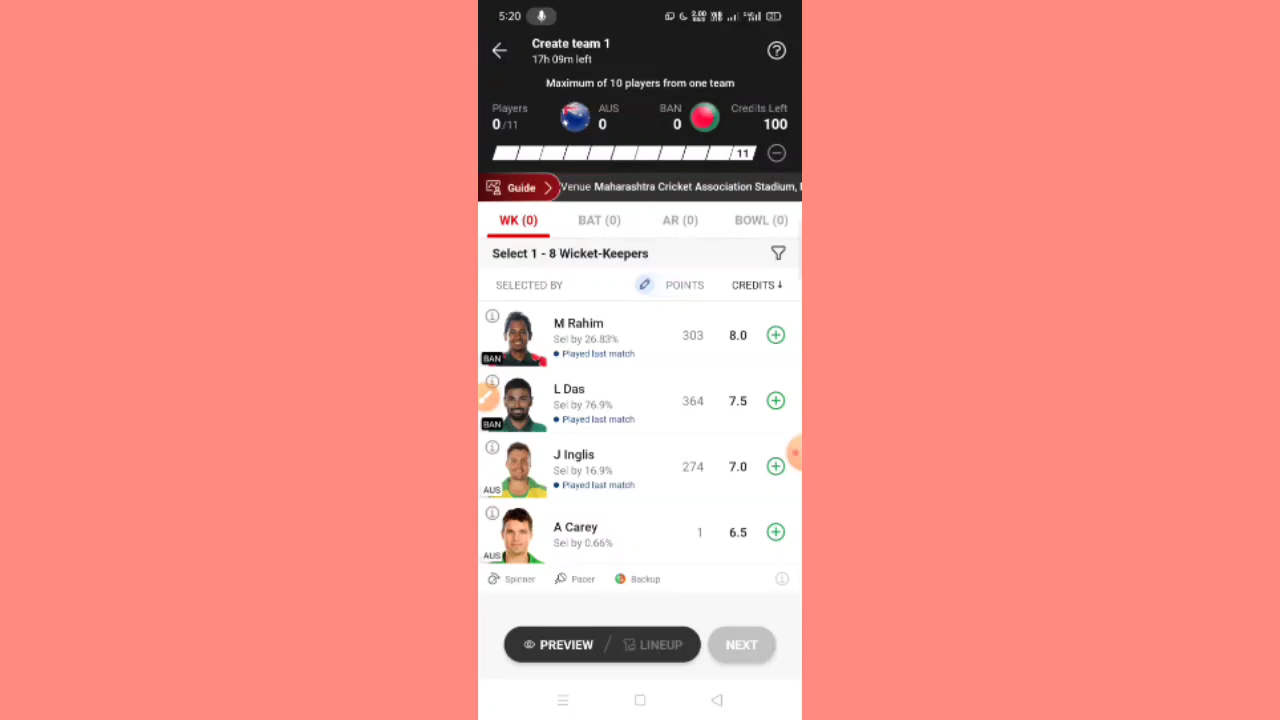 5:20
Create team 1
17h 09m left
Maximum of 10 players from one team
Players AUS BAN Credits Left
0/11 0 0 100
11
Guide Venue Maharashtra Cricket Association Stadium,
WK (0) BAT (0) AR (0) BOWL (0)
Select 1 - 8 Wicket-Keepers
SELECTED BY POINTS CREDITS↓
M Rahim
Sel by 26.83% 303 8.0
Played last match
BAN
L Das
Sel by 76.9% 364 7.5
Played last match
BAN
J Inglis
Sel by 16.9% 274 7.0
Played last match
AUS
A Carey
Sel by 0.66% 1 6.5
AUS
Spinner Pacer Backup
PREVIEW / LINEUP NEXT